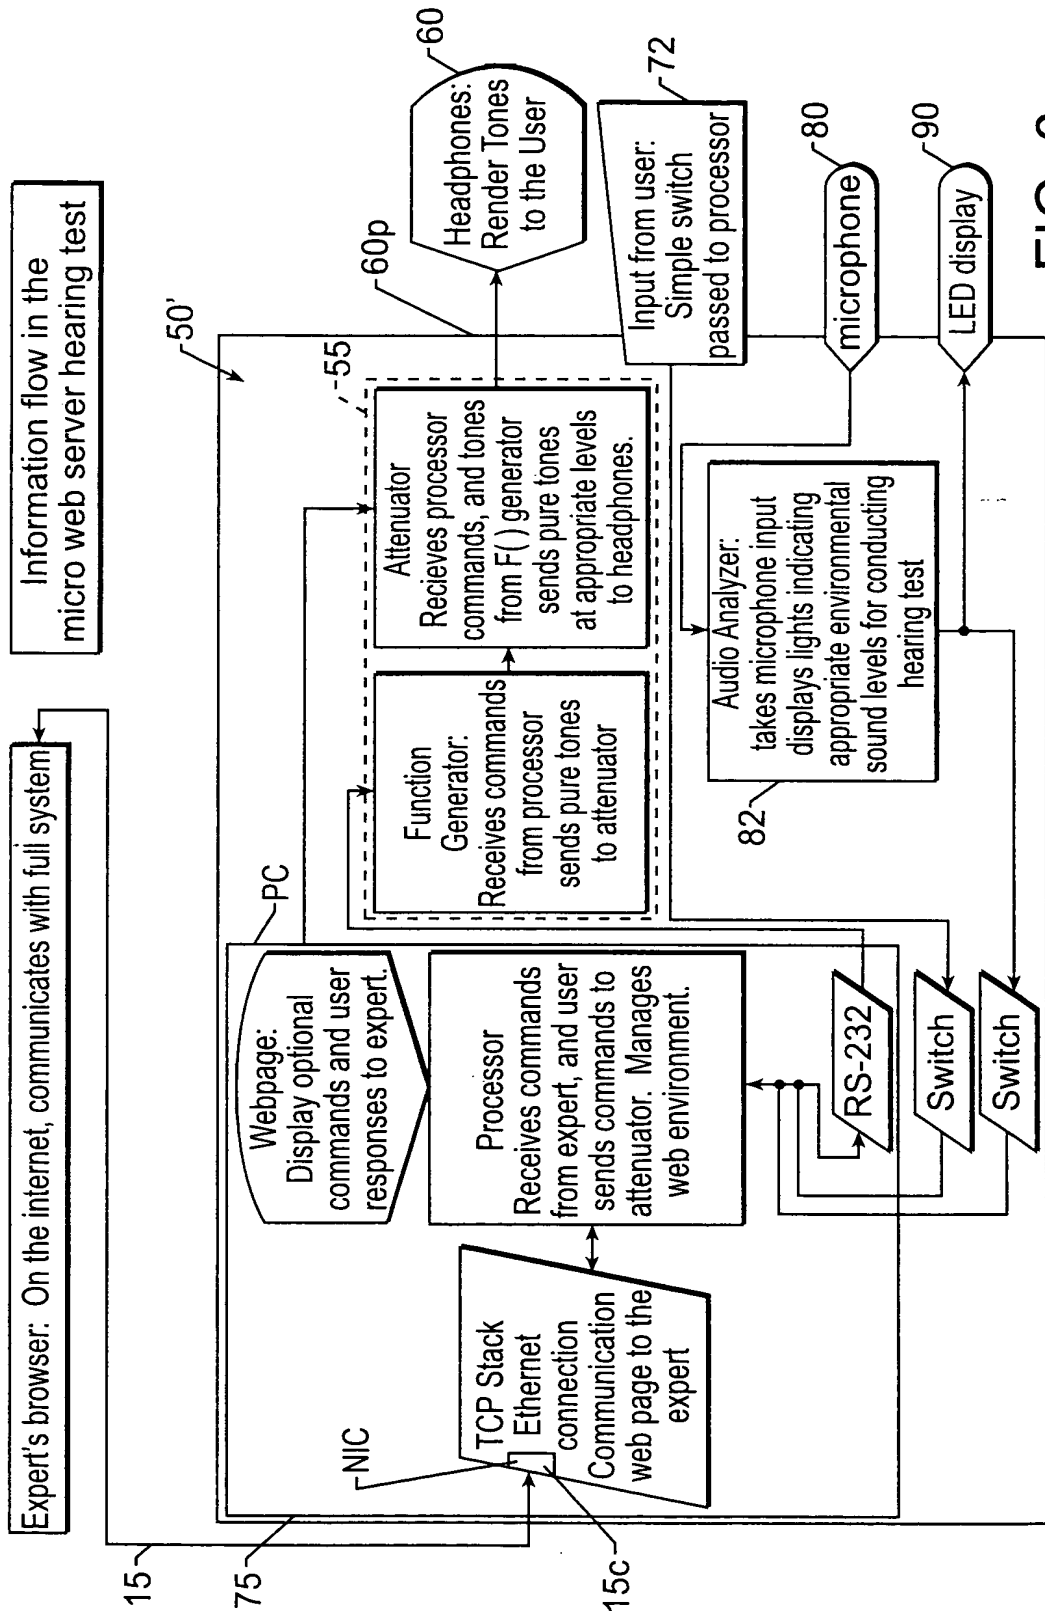 Information flow in the
micro web server hearing test
Expert's browser: On the internet, communicates with full system
15
75
15c
NIC
PC
50'
55
60p
60
72
80
90
82
TCP Stack
Ethernet
connection
Communication
web page to the
expert
Webpage:
Display optional
commands and user
responses to expert.
Processor
Receives commands
from expert, and user
sends commands to
attenuator. Manages
web environment.
RS-232
Switch
Switch
Function
Generator:
Receives commands
from processor
sends pure tones
to attenuator
Attenuator
Recieves processor
commands, and tones
from F( ) generator
sends pure tones
at appropriate levels
to headphones.
Headphones:
Render Tones
to the User
Input from user:
Simple switch
passed to processor
microphone
LED display
Audio Analyzer:
takes microphone input
displays lights indicating
appropriate environmental
sound levels for conducting
hearing test
FIG.